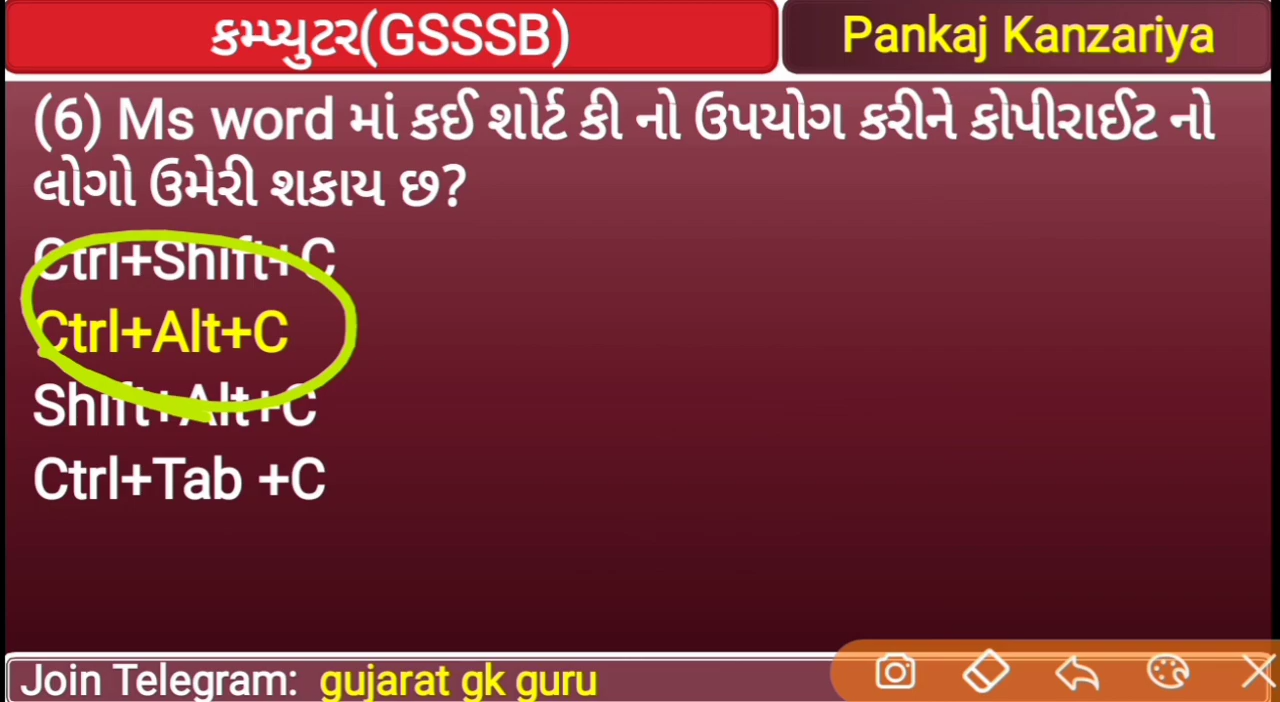 કમ્પ્યુટર(GSSSB)
Pankaj Kanzariya
(6) Ms word માં કઈ શોર્ટ કી નો ઉપયોગ કરીને કોપીરાઈટ નો
લોગો ઉમેરી શકાય છ?
Ctrl+Shift+C
Ctrl+Alt+C
Shift+Alt+C
Ctrl+Tab +C
Join Telegram: gujarat gk guru